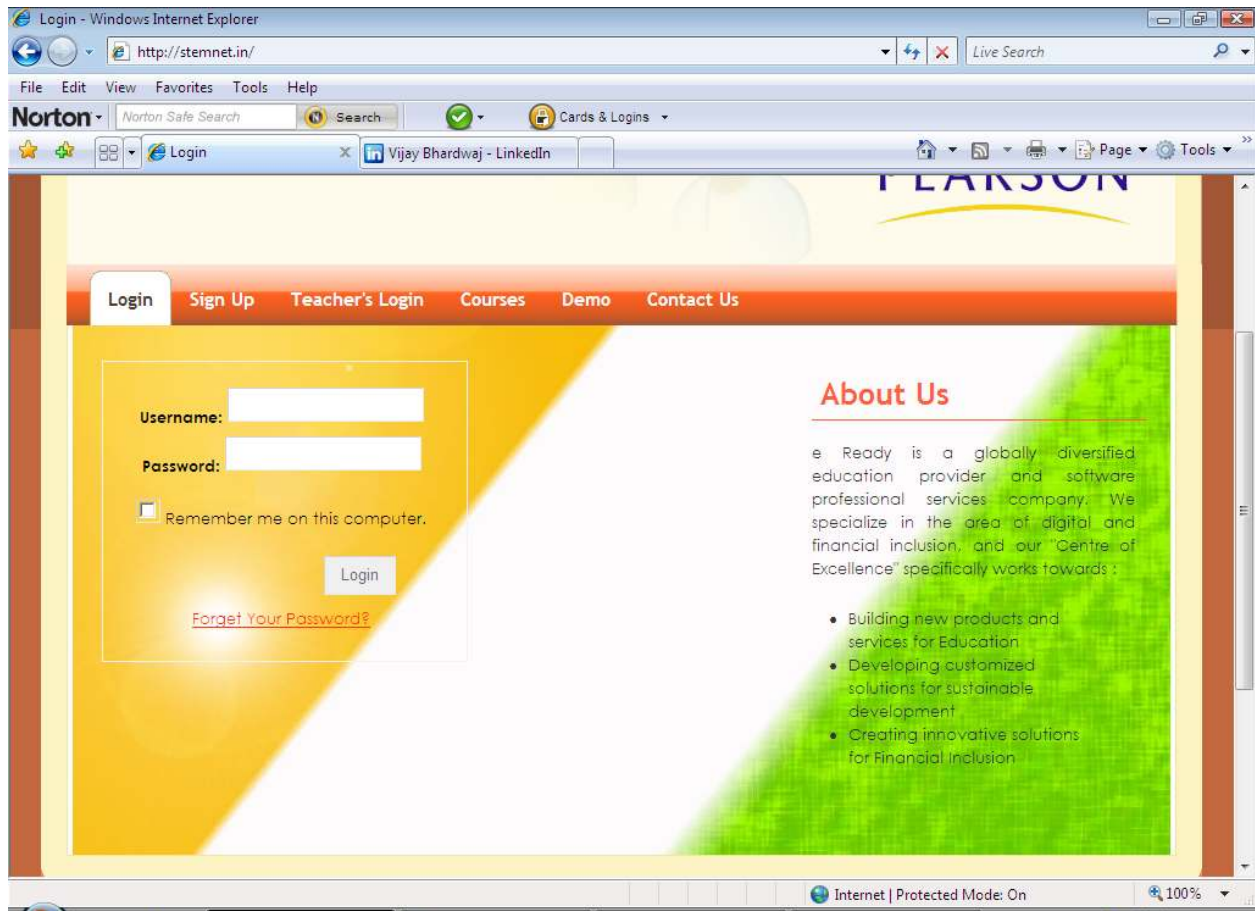 Login - Windows Internet Explorer
http://stemnet.in/
Live Search
File Edit View Favorites Tools Help
Norton Norton Safe Search Search Cards & Logins
Login Vijay Bhardwaj - LinkedIn Page Tools
PEARSON
Login Sign Up Teacher's Login Courses Demo Contact Us
Username:
Password:
Remember me on this computer.
Login
Forget Your Password?
About Us
e Ready is a globally diversified
education provider and software
professional services company. We
specialize in the area of digital and
financial inclusion, and our "Centre of
Excellence" specifically works towards :
• Building new products and
services for Education
• Developing customized
solutions for sustainable
development
• Creating innovative solutions
for Financial Inclusion
Internet | Protected Mode: On 100%